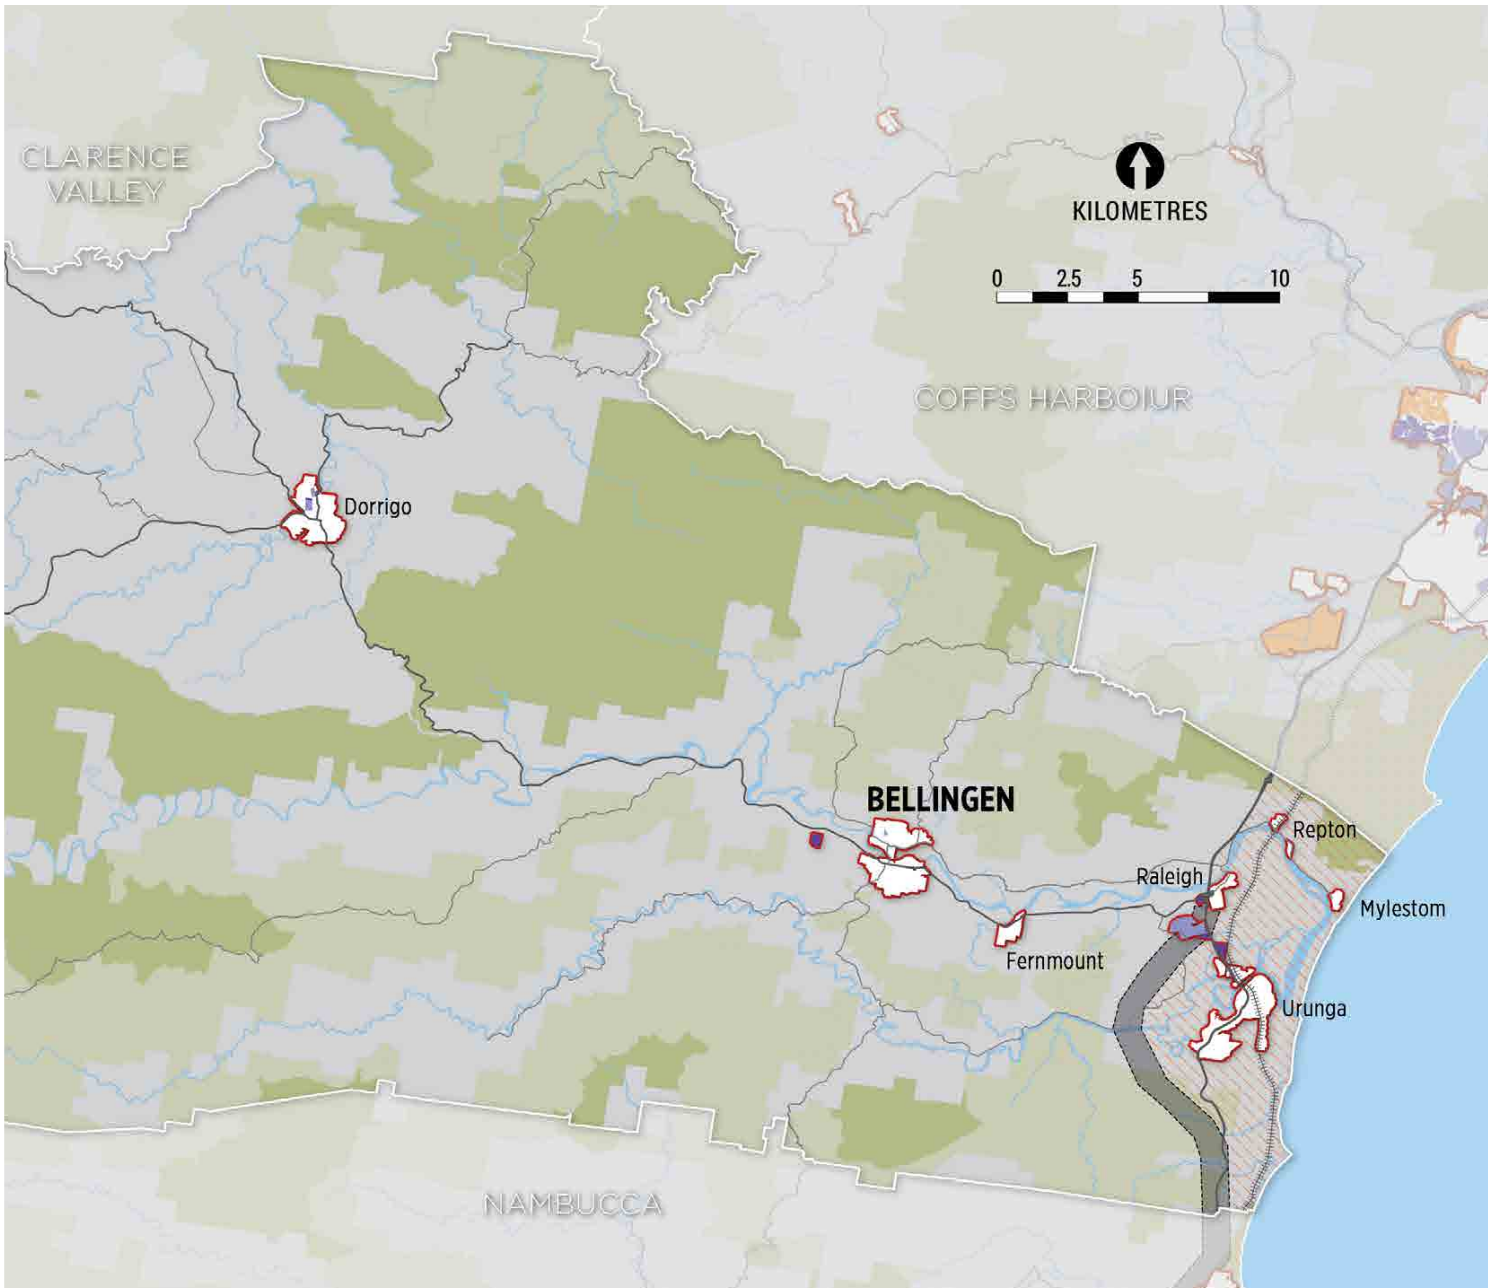 CLARENCE
VALLEY
KILOMETRES
0 2.5 5 10
COFFS HARBOIUR
Dorrigo
BELLINGEN
Repton
Raleigh
Mylestom
Fernmount
Urunga
NAMBUCCA